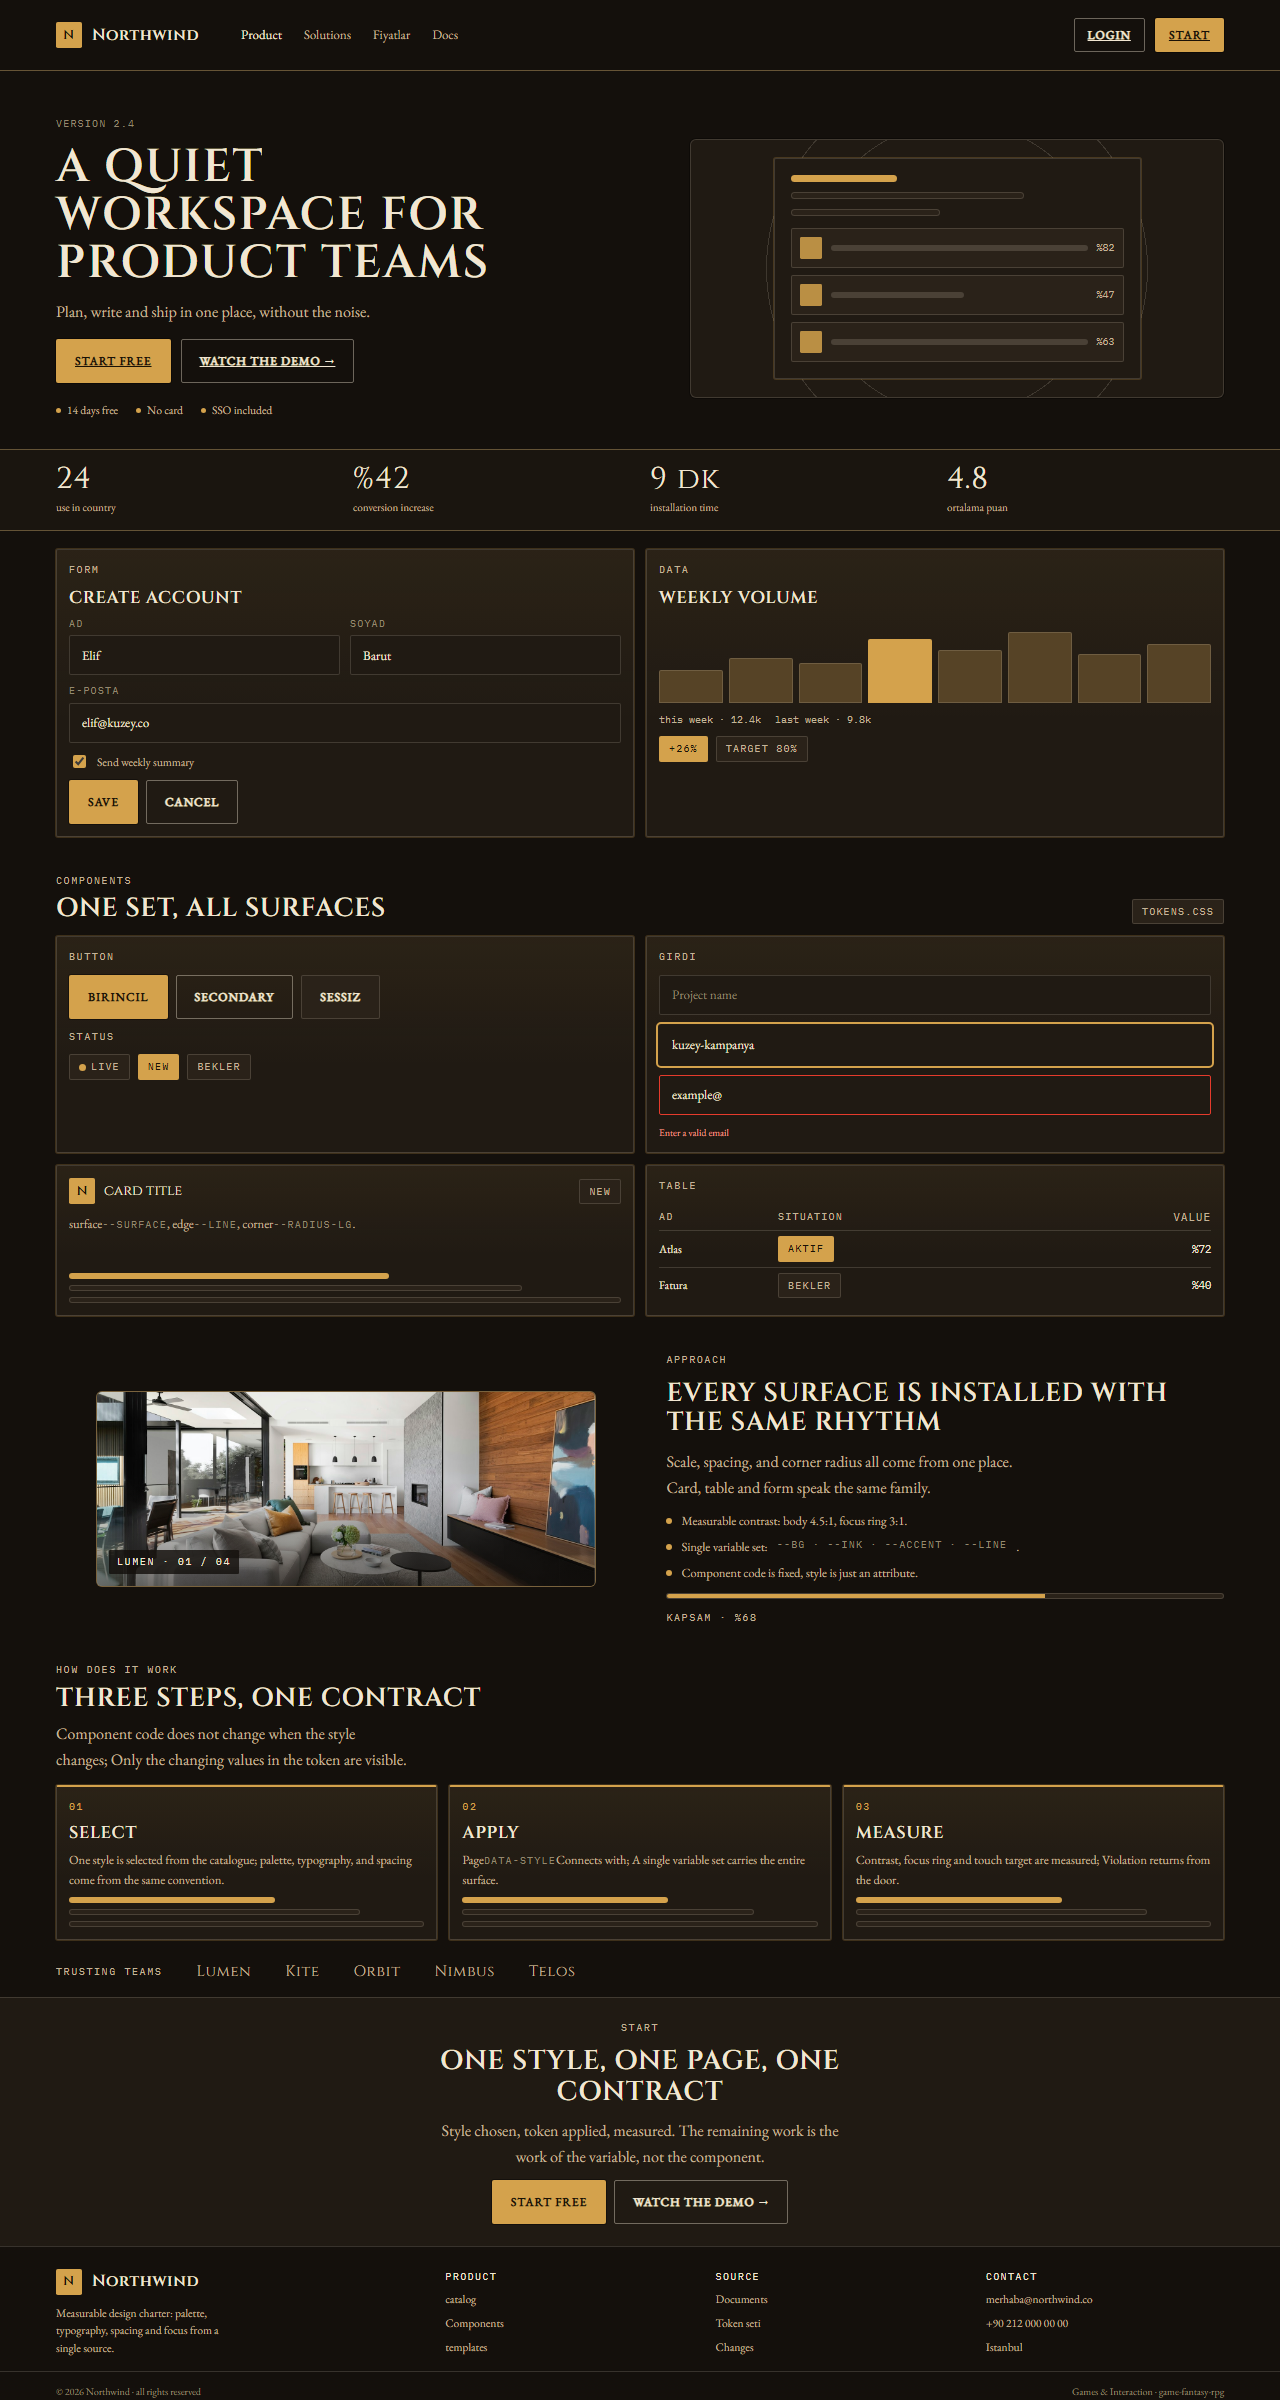 N NORTHWIND Product Solutions Fiyatlar Docs LOGIN START
VERSION 2.4
A QUIET
WORKSPACE FOR
PRODUCT TEAMS
Plan, write and ship in one place, without the noise.
START FREE WATCH THE DEMO →
14 days free No card SSO included
%82
%47
%63
24 %42 9 DK 4.8
use in country conversion increase installation time ortalama puan
FORM
CREATE ACCOUNT
AD SOYAD
Elif Barut
E-POSTA
elif@kuzey.co
Send weekly summary
SAVE CANCEL
DATA
WEEKLY VOLUME
this week · 12.4k last week · 9.8k
+26% TARGET 80%
COMPONENTS
ONE SET, ALL SURFACES
TOKENS.CSS
BUTTON
BIRINCIL SECONDARY SESSIZ
STATUS
LIVE NEW BEKLER
GIRDI
Project name
kuzey-kampanya
example@
Enter a valid email
N CARD TITLE NEW
surface--SURFACE, edge--LINE, corner--RADIUS-LG.
TABLE
AD SITUATION VALUE
Atlas AKTIF %72
Fatura BEKLER %40
LUMEN · 01 / 04
APPROACH
EVERY SURFACE IS INSTALLED WITH
THE SAME RHYTHM
Scale, spacing, and corner radius all come from one place.
Card, table and form speak the same family.
Measurable contrast: body 4.5:1, focus ring 3:1.
Single variable set: --BG · --INK · --ACCENT · --LINE .
Component code is fixed, style is just an attribute.
KAPSAM · %68
HOW DOES IT WORK
THREE STEPS, ONE CONTRACT
Component code does not change when the style
changes; Only the changing values in the token are visible.
01
SELECT
One style is selected from the catalogue; palette, typography, and spacing
come from the same convention.
02
APPLY
PageDATA-STYLEConnects with; A single variable set carries the entire
surface.
03
MEASURE
Contrast, focus ring and touch target are measured; Violation returns from
the door.
TRUSTING TEAMS LUMEN KITE ORBIT NIMBUS TELOS
START
ONE STYLE, ONE PAGE, ONE
CONTRACT
Style chosen, token applied, measured. The remaining work is the
work of the variable, not the component.
START FREE WATCH THE DEMO →
N NORTHWIND
Measurable design charter: palette,
typography, spacing and focus from a
single source.
PRODUCT
catalog
Components
templates
SOURCE
Documents
Token seti
Changes
CONTACT
merhaba@northwind.co
+90 212 000 00 00
Istanbul
© 2026 Northwind · all rights reserved Games & Interaction · game-fantasy-rpg